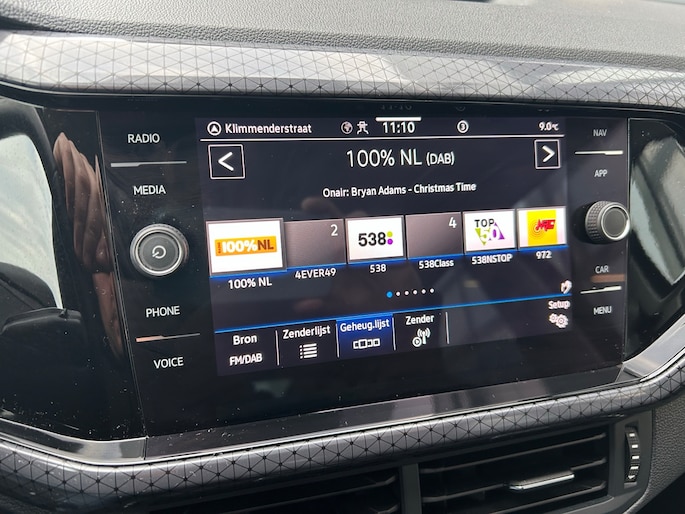 RADIO
MEDIA
PHONE
VOICE
Klimmenderstraat
11:10
9.0°C
<
100% NL (DAB)
>
Onair: Bryan Adams - Christmas Time
100%NL
2
538
4
TOP
50
100% NL
4EVER49
538
538Class
538NSTOP
972
Setup
Bron
FM/DAB
Zenderlijst
Geheug.lijst
Zender
NAV
APP
CAR
MENU